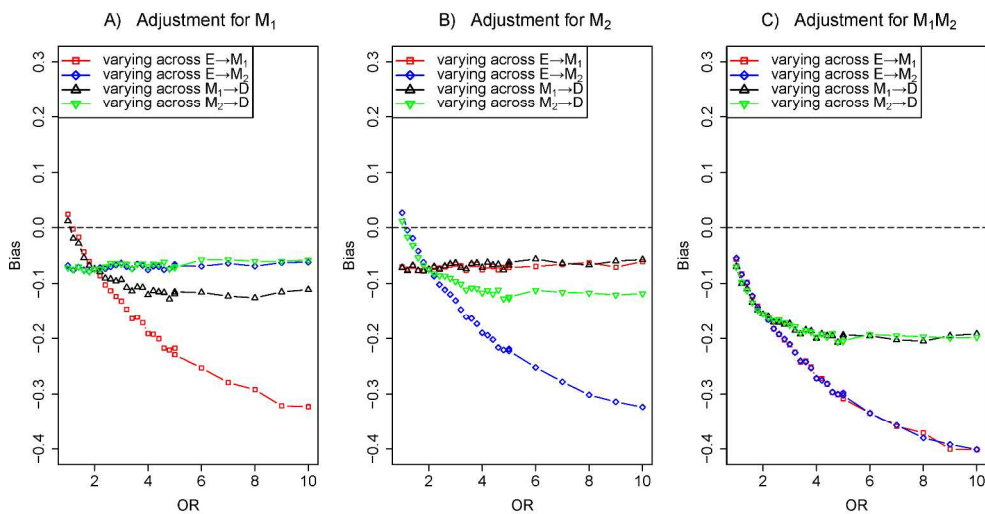 A) Adjustment for M₁
B) Adjustment for M₂
C) Adjustment for M₁M₂
varying across E→M₁
varying across E→M₂
varying across M₁→D
varying across M₂→D
0.3
0.2
0.1
0.0
−0.1
−0.2
−0.3
−0.4
Bias
2 4 6 8 10
OR
varying across E→M₁
varying across E→M₂
varying across M₁→D
varying across M₂→D
0.3
0.2
0.1
0.0
−0.1
−0.2
−0.3
−0.4
Bias
2 4 6 8 10
OR
varying across E→M₁
varying across E→M₂
varying across M₁→D
varying across M₂→D
0.3
0.2
0.1
0.0
−0.1
−0.2
−0.3
−0.4
Bias
2 4 6 8 10
OR